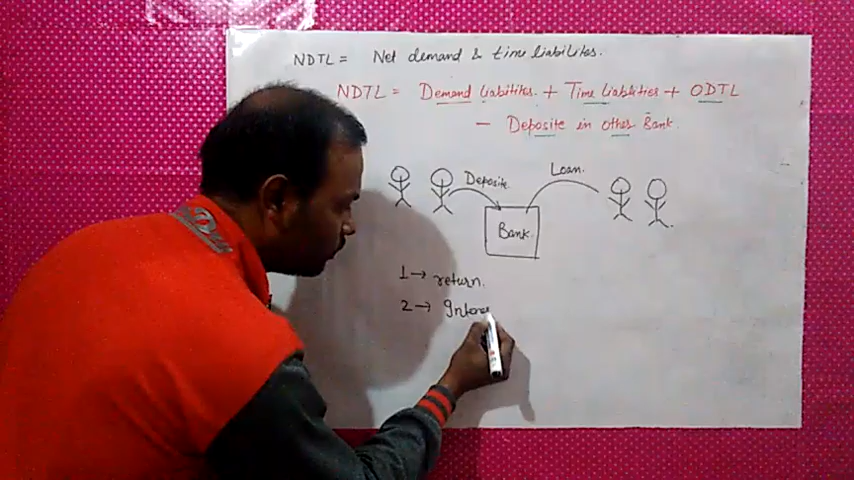 NDTL = Net demand & time liabilites.
NDTL = Demand liabilities + Time Liablities + ODTL
- Deposite in other Bank.
Deposite
Loan.
Bank
1 → return.
2 → Intere